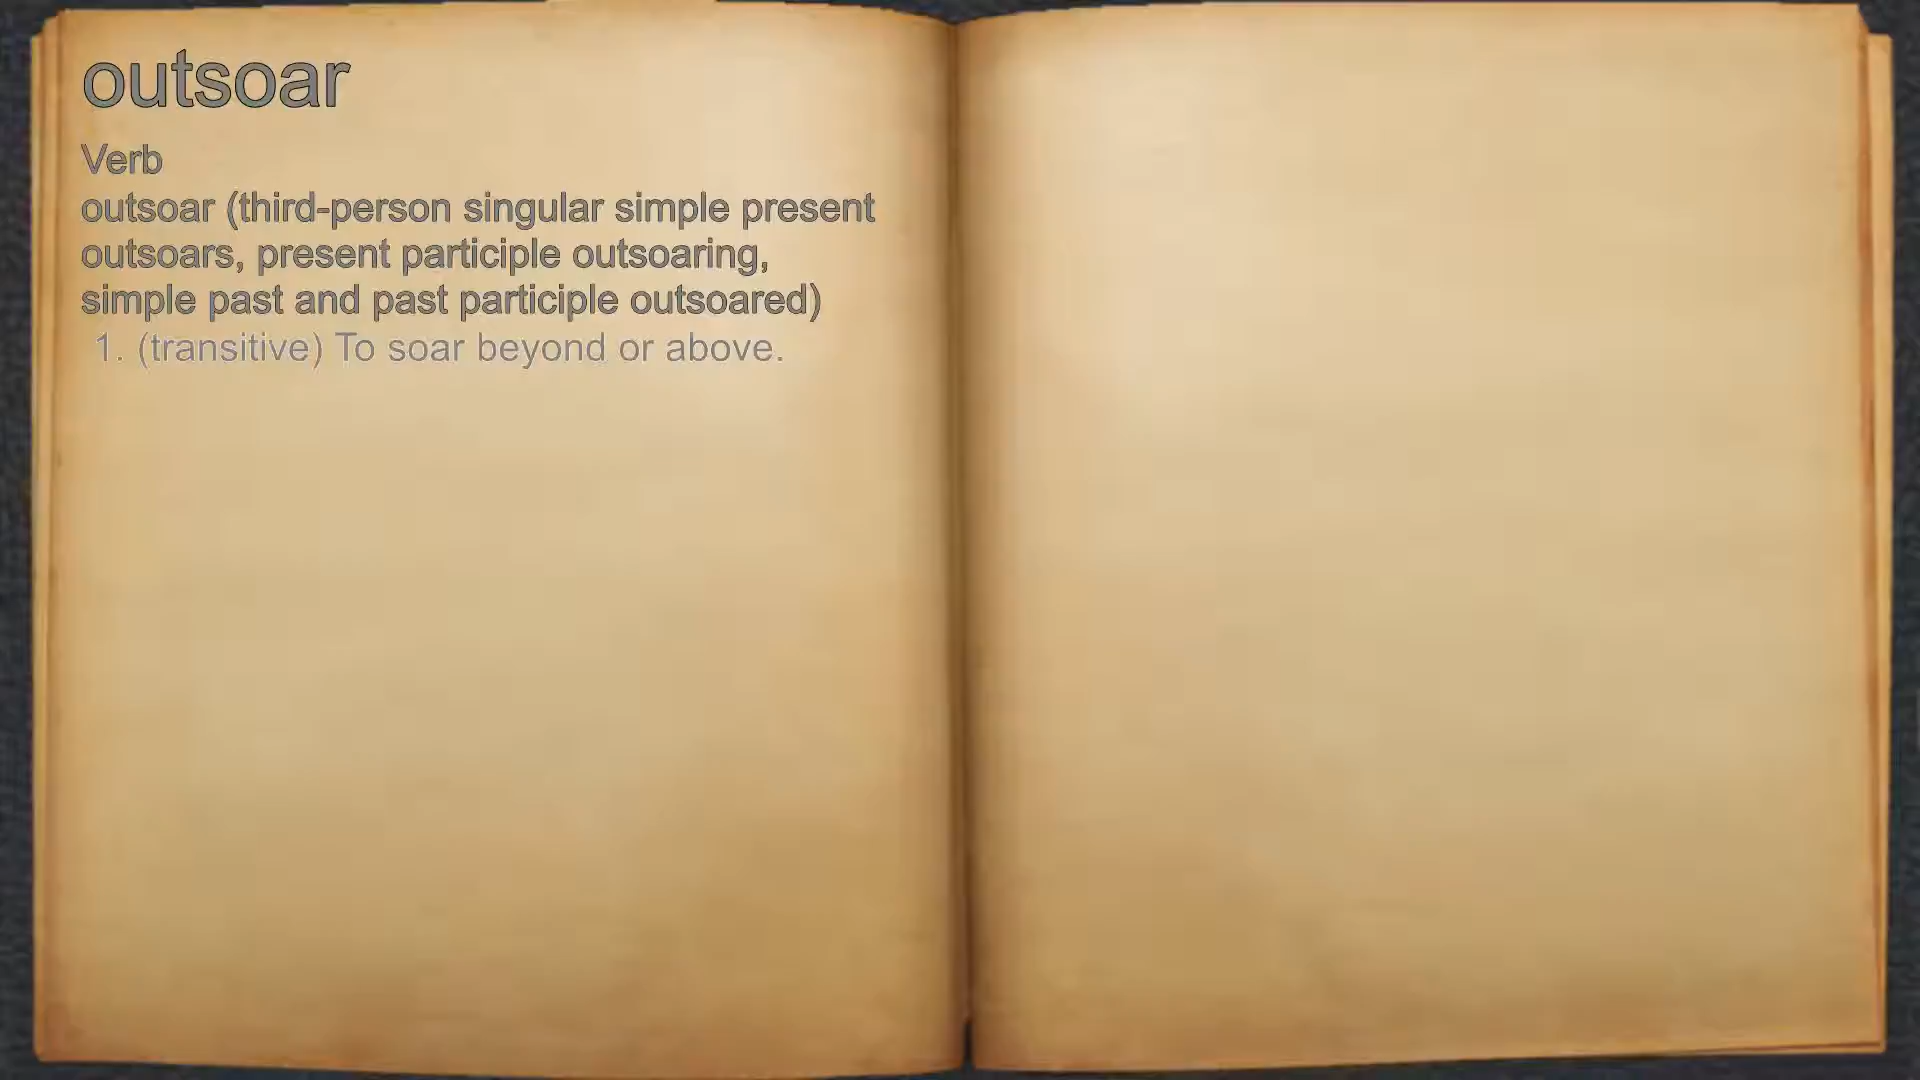 outsoar
Verb
outsoar (third-person singular simple present
outsoars, present participle outsoaring,
simple past and past participle outsoared)
1. (transitive) To soar beyond or above.